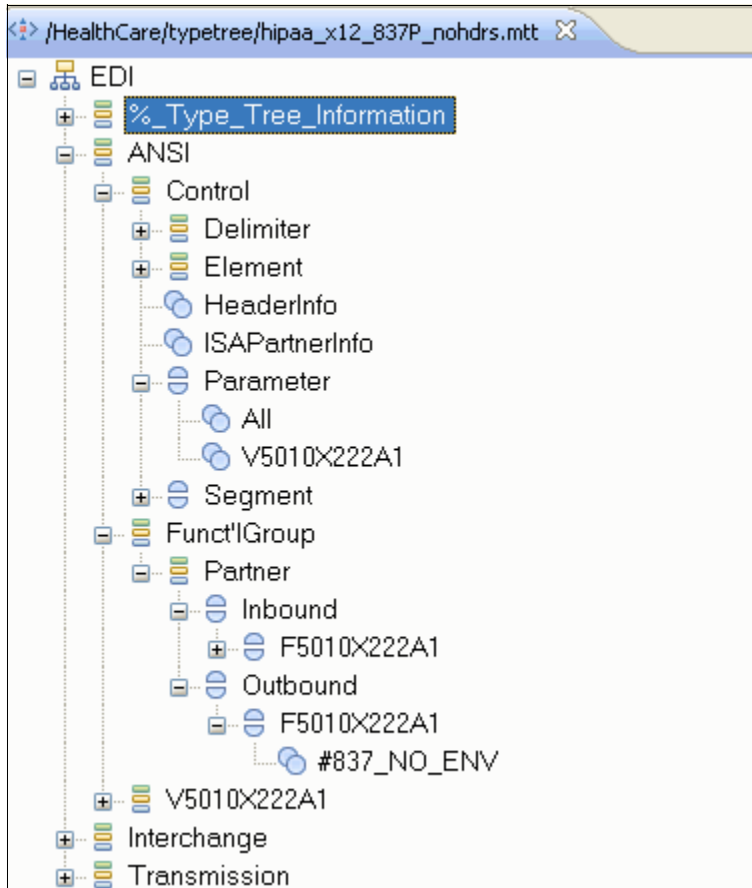 /HealthCare/typetree/hipaa_x12_837P_nohdrs.mtt
EDI
%_Type_Tree_Information
ANSI
Control
Delimiter
Element
HeaderInfo
ISAPartnerInfo
Parameter
All
V5010X222A1
Segment
Funct'lGroup
Partner
Inbound
F5010X222A1
Outbound
F5010X222A1
#837_NO_ENV
V5010X222A1
Interchange
Transmission